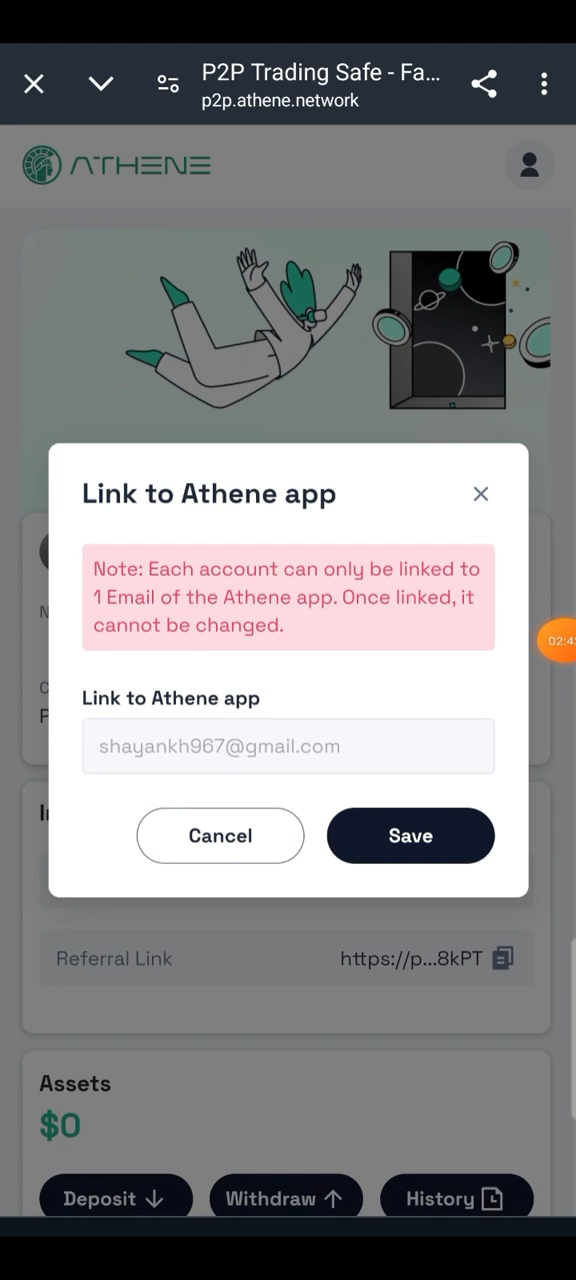 P2P Trading Safe - Fa...
p2p.athene.network
ATHENE
Link to Athene app
Note: Each account can only be linked to
1 Email of the Athene app. Once linked, it
cannot be changed.
02:4
Link to Athene app
shayankh967@gmail.com
Cancel
Save
Referral Link
https://p...8kPT
Assets
$0
Deposit
Withdraw
History